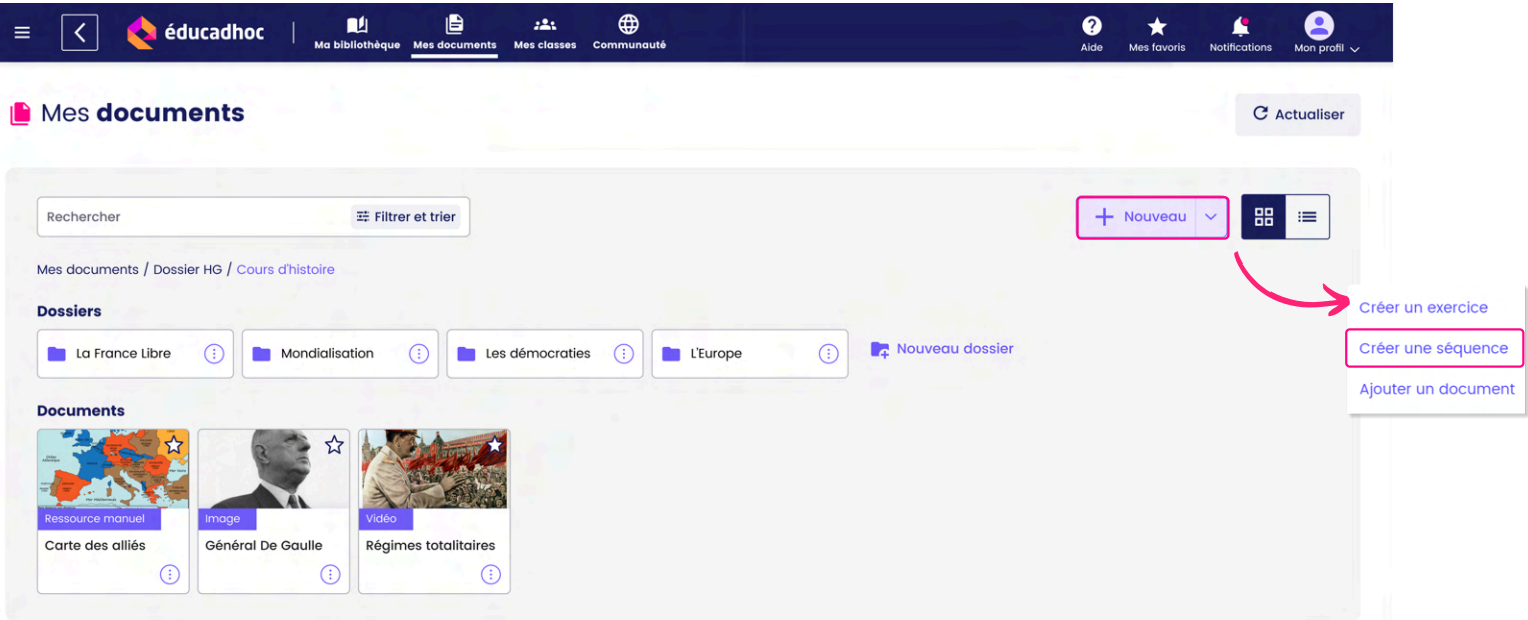 éducadhoc
Ma bibliothèque
Mes documents
Mes classes
Communauté
Aide
Mes favoris
Notifications
Mon profil
Mes documents
Actualiser
Rechercher
Filtrer et trier
Nouveau
Mes documents / Dossier HG / Cours d'histoire
Créer un exercice
Créer une séquence
Ajouter un document
Dossiers
La France Libre
Mondialisation
Les démocraties
L'Europe
Nouveau dossier
Documents
Ressource manuel
Image
Vidéo
Carte des alliés
Général De Gaulle
Régimes totalitaires